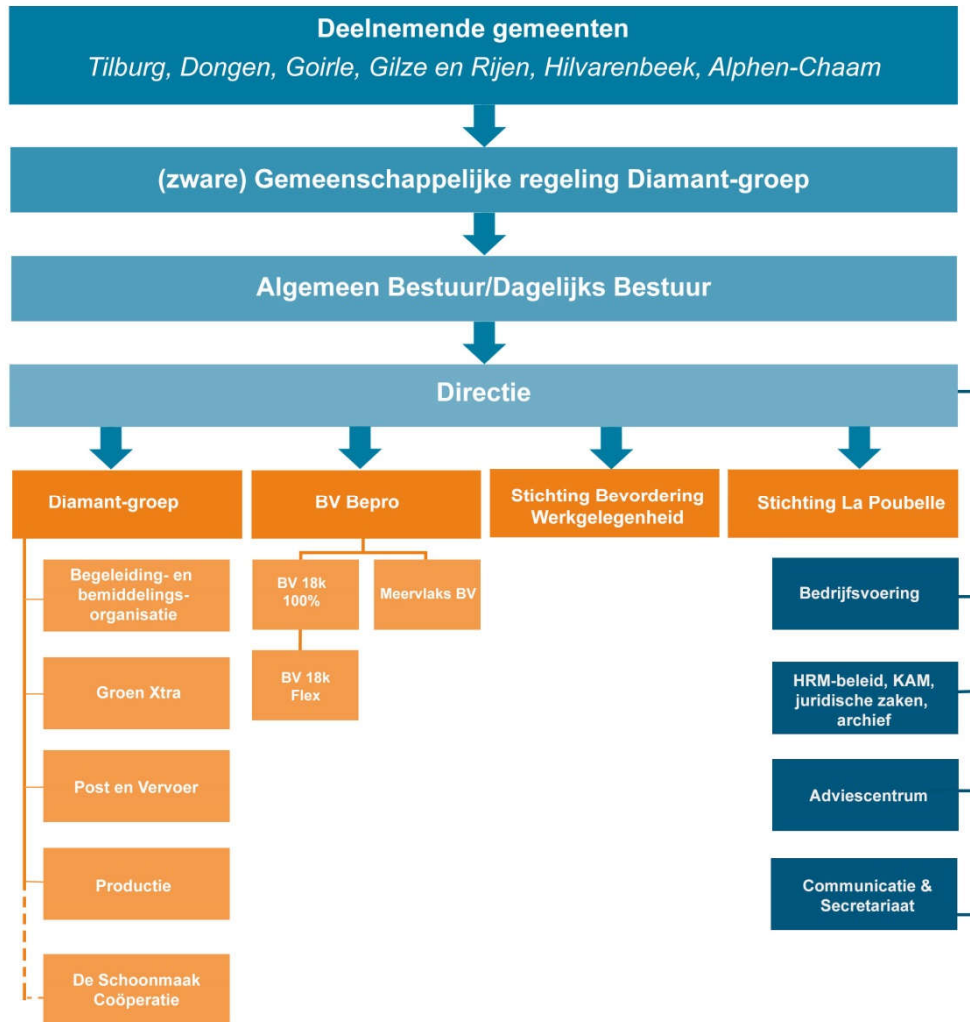 Deelnemende gemeenten
Tilburg, Dongen, Goirle, Gilze en Rijen, Hilvarenbeek, Alphen-Chaam
(zware) Gemeenschappelijke regeling Diamant-groep
Algemeen Bestuur/Dagelijks Bestuur
Directie
Diamant-groep
BV Bepro
Stichting Bevordering
Werkgelegenheid
Stichting La Poubelle
Begeleiding- en
bemiddelings-
organisatie
Groen Xtra
Post en Vervoer
Productie
De Schoonmaak
Coöperatie
BV 18k
100%
Meervlaks BV
BV 18k
Flex
Bedrijfsvoering
HRM-beleid, KAM,
juridische zaken,
archief
Adviescentrum
Communicatie &
Secretariaat